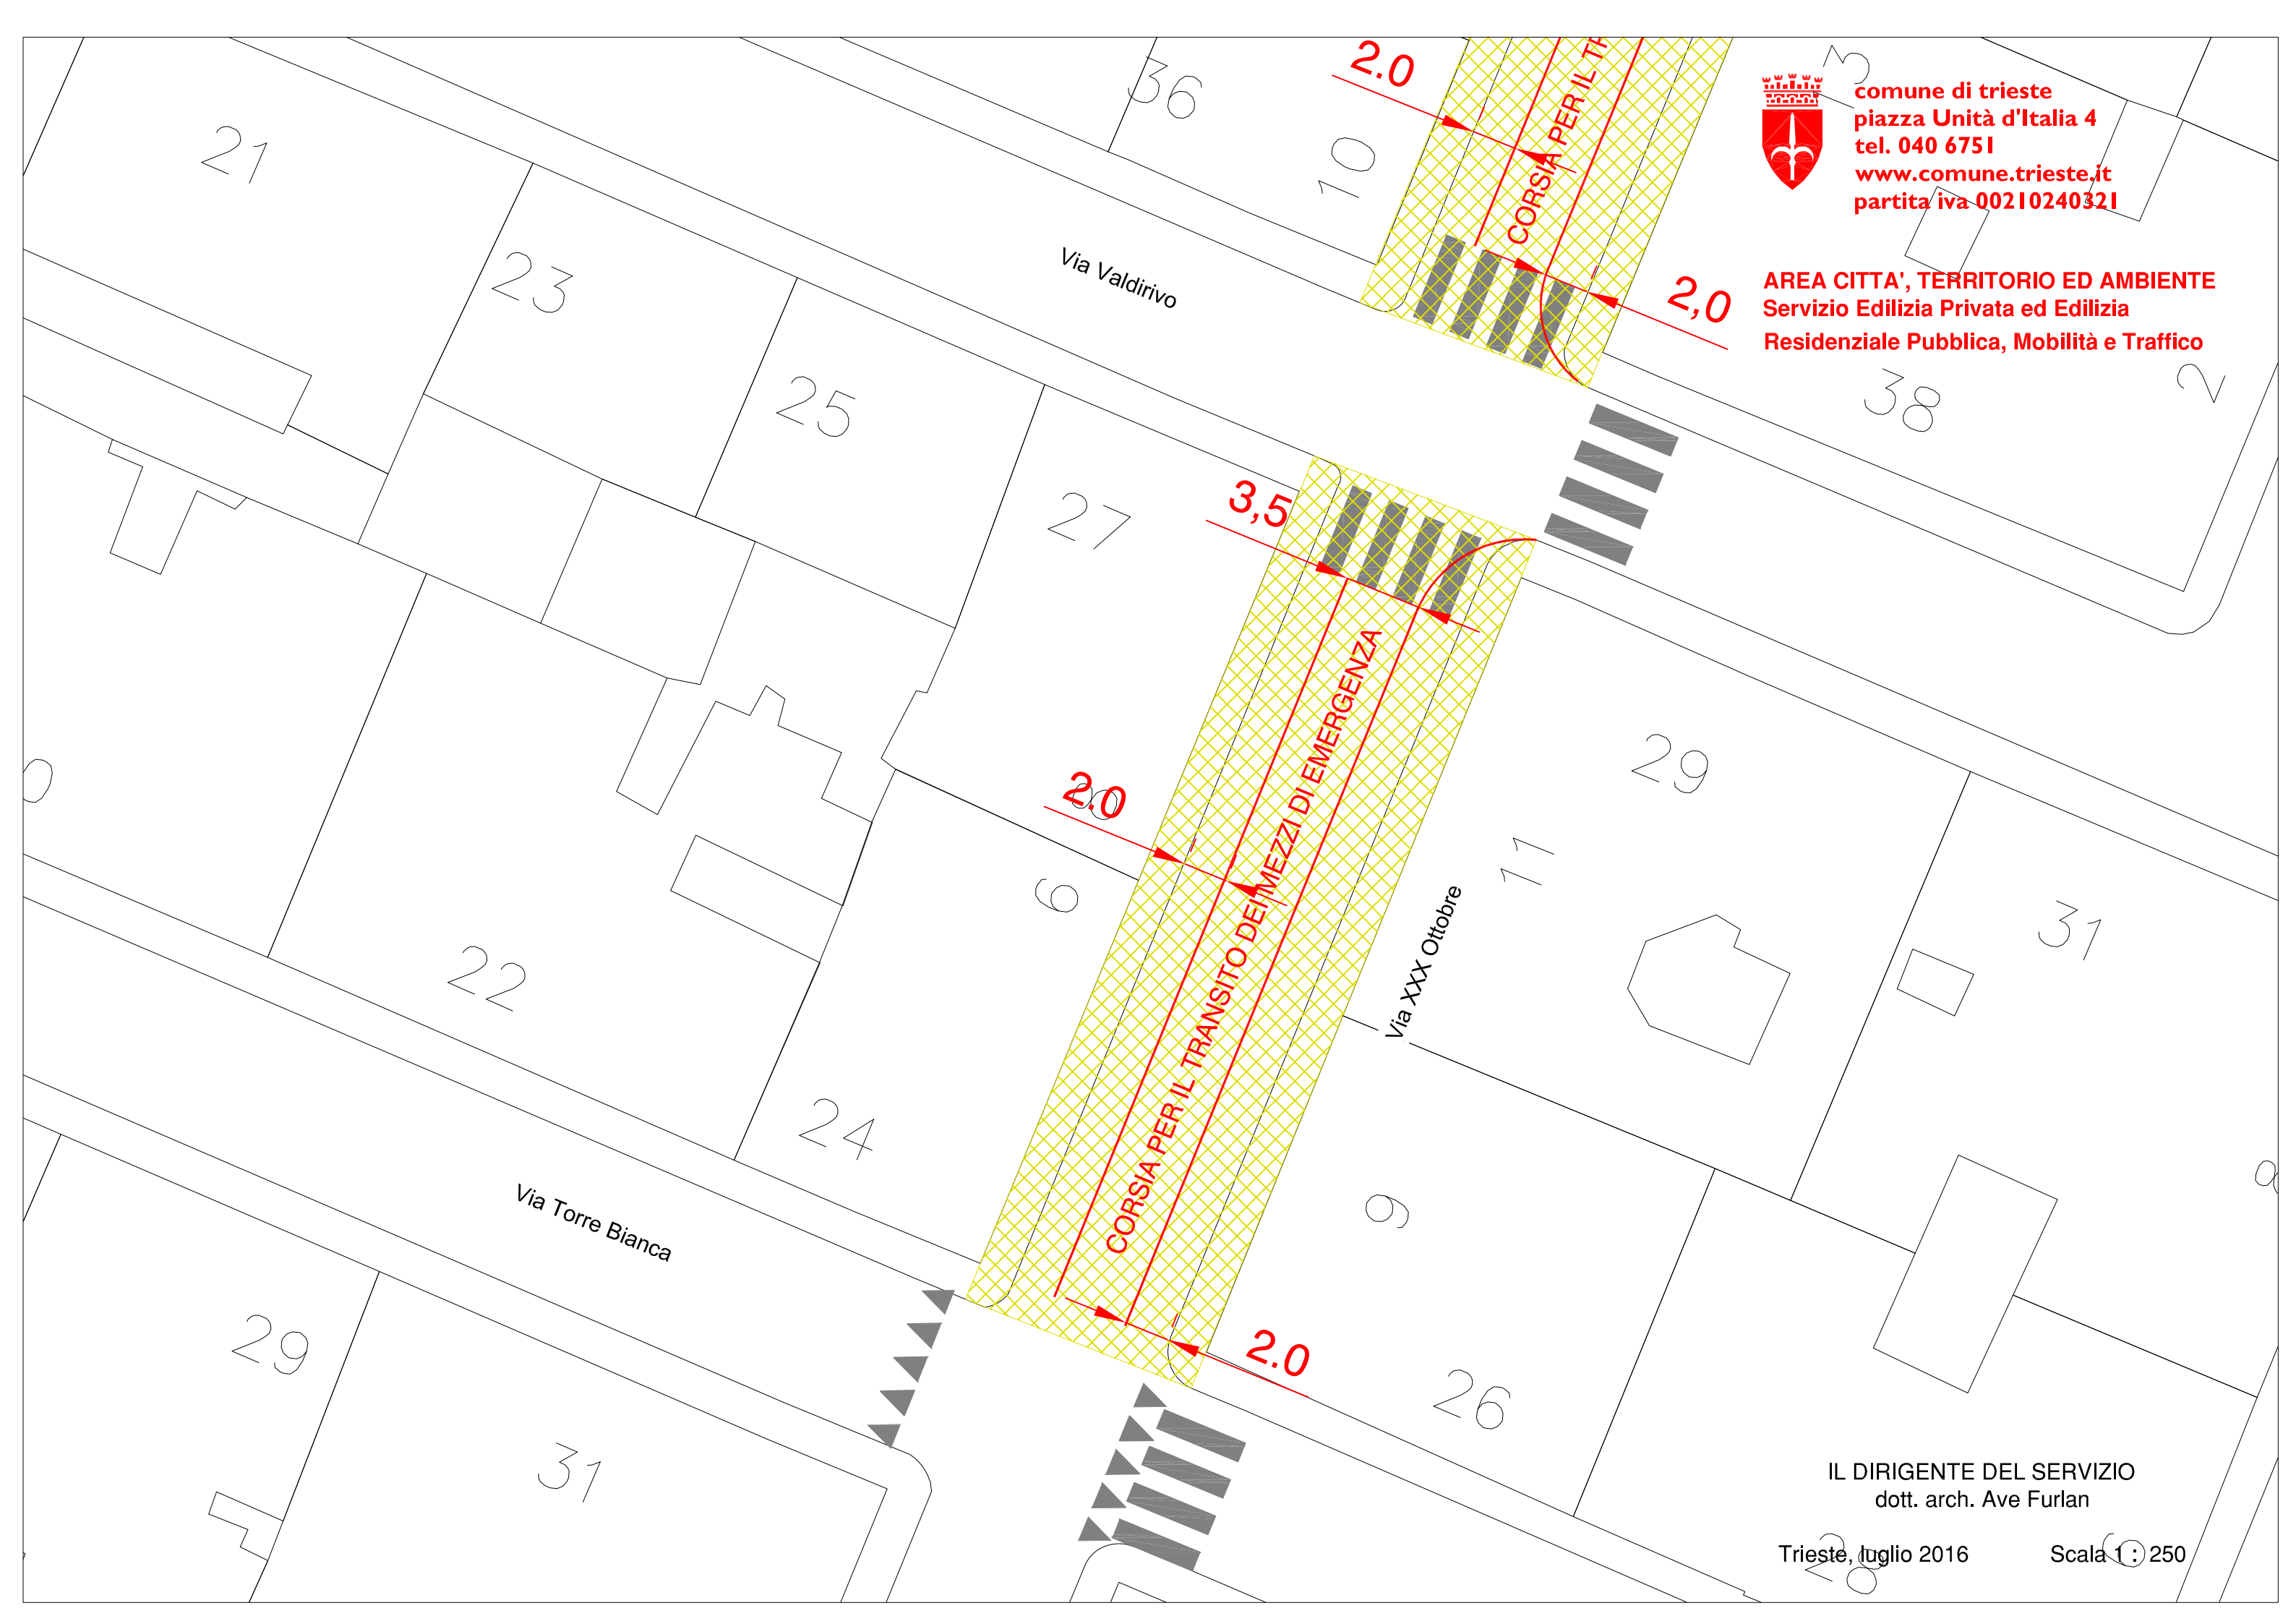 comune di trieste
piazza Unità d'Italia 4
tel. 040 6751
www.comune.trieste.it
partita iva 00210240321
AREA CITTA', TERRITORIO ED AMBIENTE
Servizio Edilizia Privata ed Edilizia
Residenziale Pubblica, Mobilità e Traffico
2.0
CORSIA PER IL
36
3
10
21
23
Via Valdirivo
2,0
38
2
25
3,5
27
29
2.0
8
6
11
31
CORSIA PER IL TRANSITO DEI MEZZI DI EMERGENZA
Via XXX Ottobre
22
24
9
Via Torre Bianca
29
31
2.0
26
IL DIRIGENTE DEL SERVIZIO
dott. arch. Ave Furlan
Trieste, luglio 2016
Scala 1 : 250
28